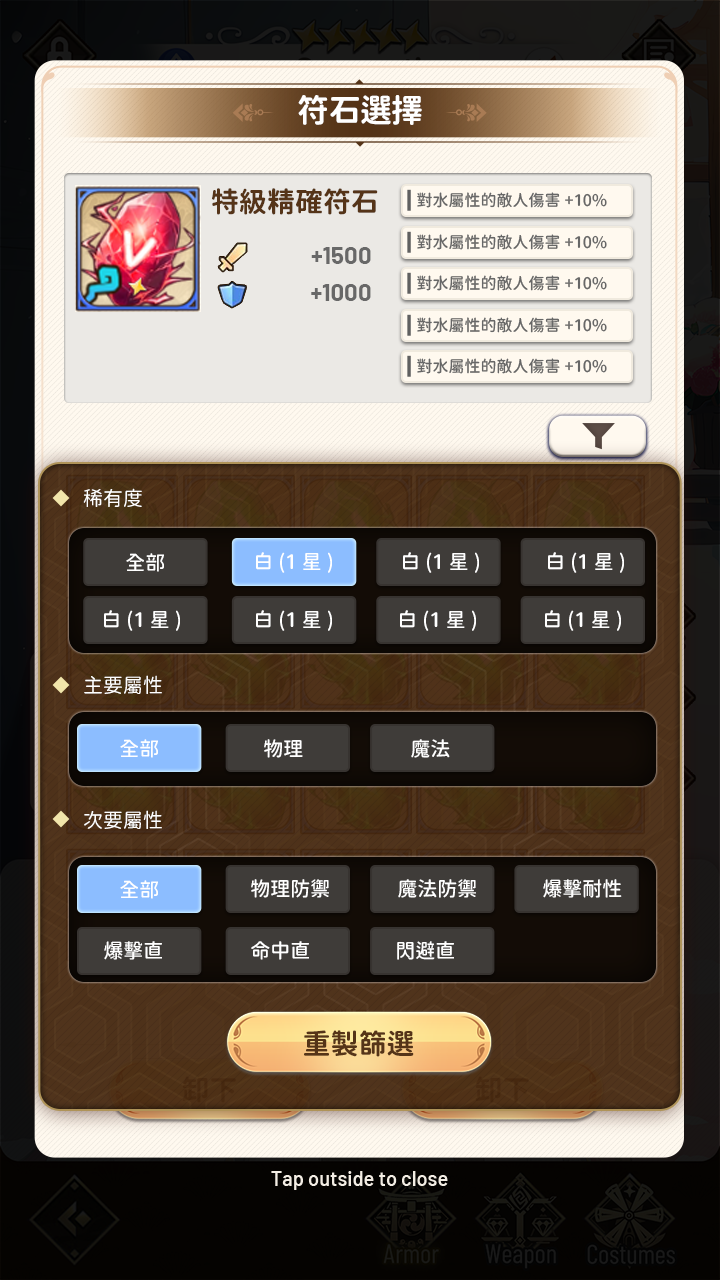 符石選擇
特級精確符石
+1500
+1000
對水屬性的敵人傷害 +10%
對水屬性的敵人傷害 +10%
對水屬性的敵人傷害 +10%
對水屬性的敵人傷害 +10%
對水屬性的敵人傷害 +10%
稀有度
全部 白 (1 星 ) 白 (1 星 ) 白 (1 星 )
白 (1 星 ) 白 (1 星 ) 白 (1 星 ) 白 (1 星 )
主要屬性
全部 物理 魔法
次要屬性
全部 物理防禦 魔法防禦 爆擊耐性
爆擊直 命中直 閃避直
重製篩選
卸下 卸下
Tap outside to close
Armor Weapon Costumes